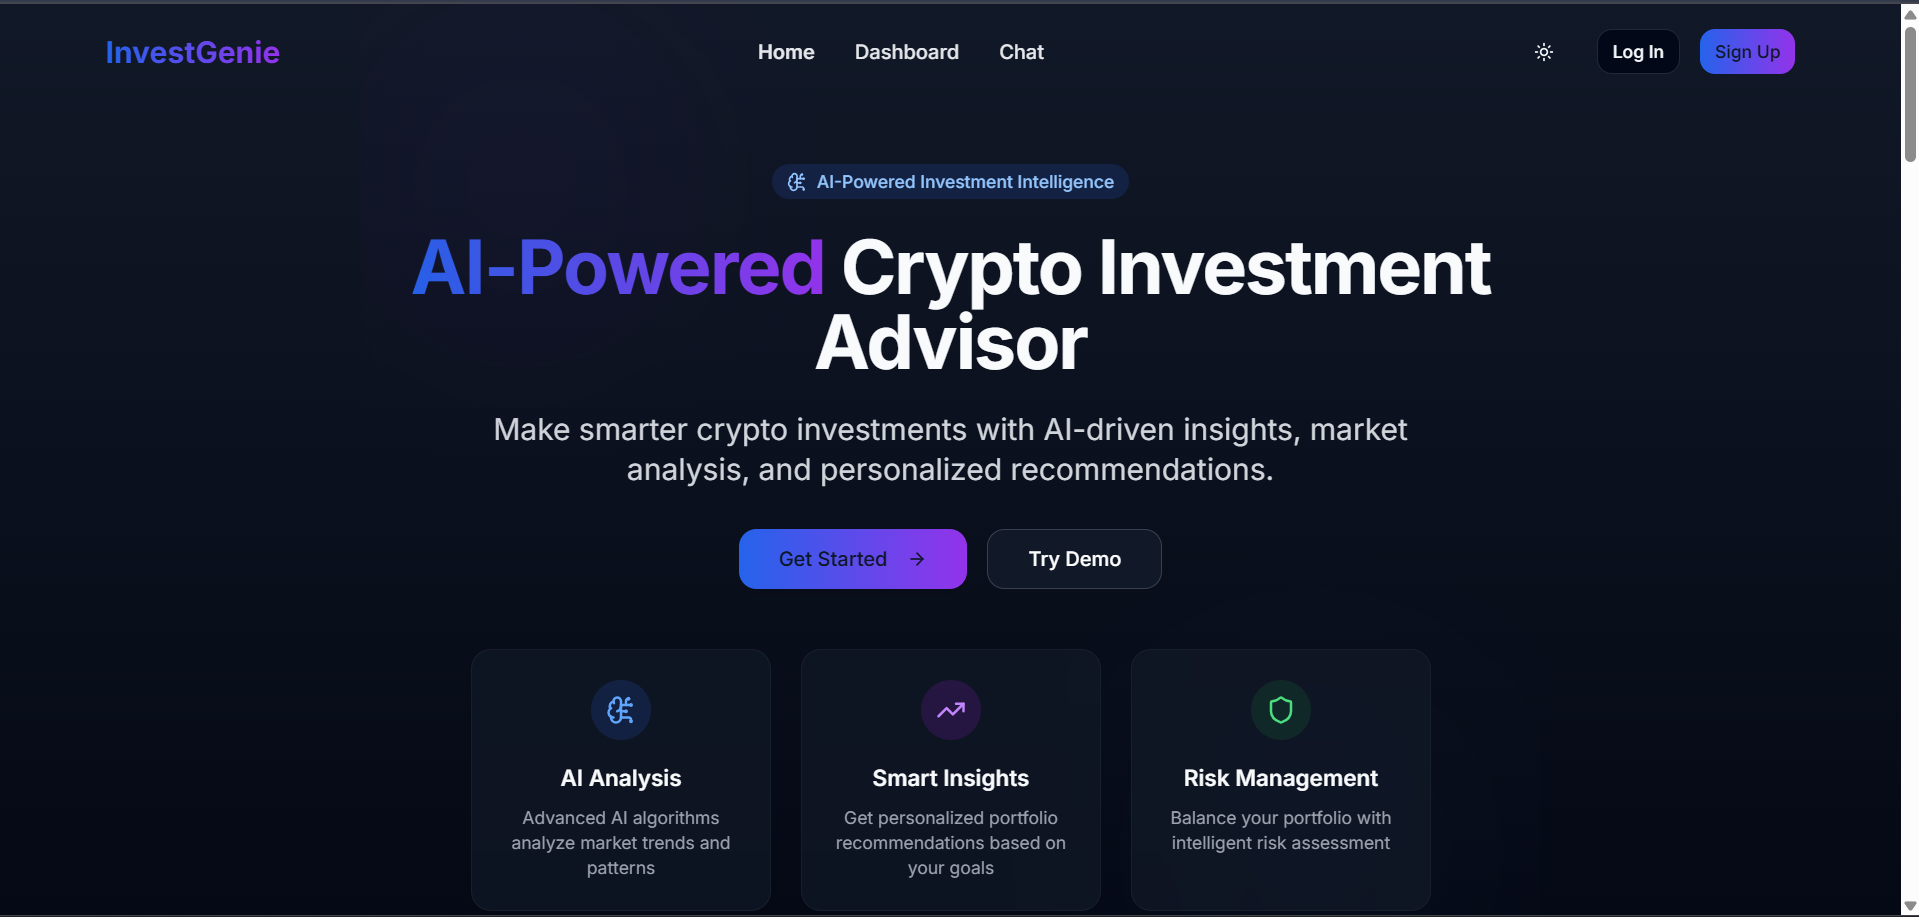 InvestGenie
Home
Dashboard
Chat
Log In
Sign Up
AI-Powered Investment Intelligence
AI-Powered Crypto Investment
Advisor
Make smarter crypto investments with AI-driven insights, market
analysis, and personalized recommendations.
Get Started
Try Demo
AI Analysis
Advanced AI algorithms
analyze market trends and
patterns
Smart Insights
Get personalized portfolio
recommendations based on
your goals
Risk Management
Balance your portfolio with
intelligent risk assessment